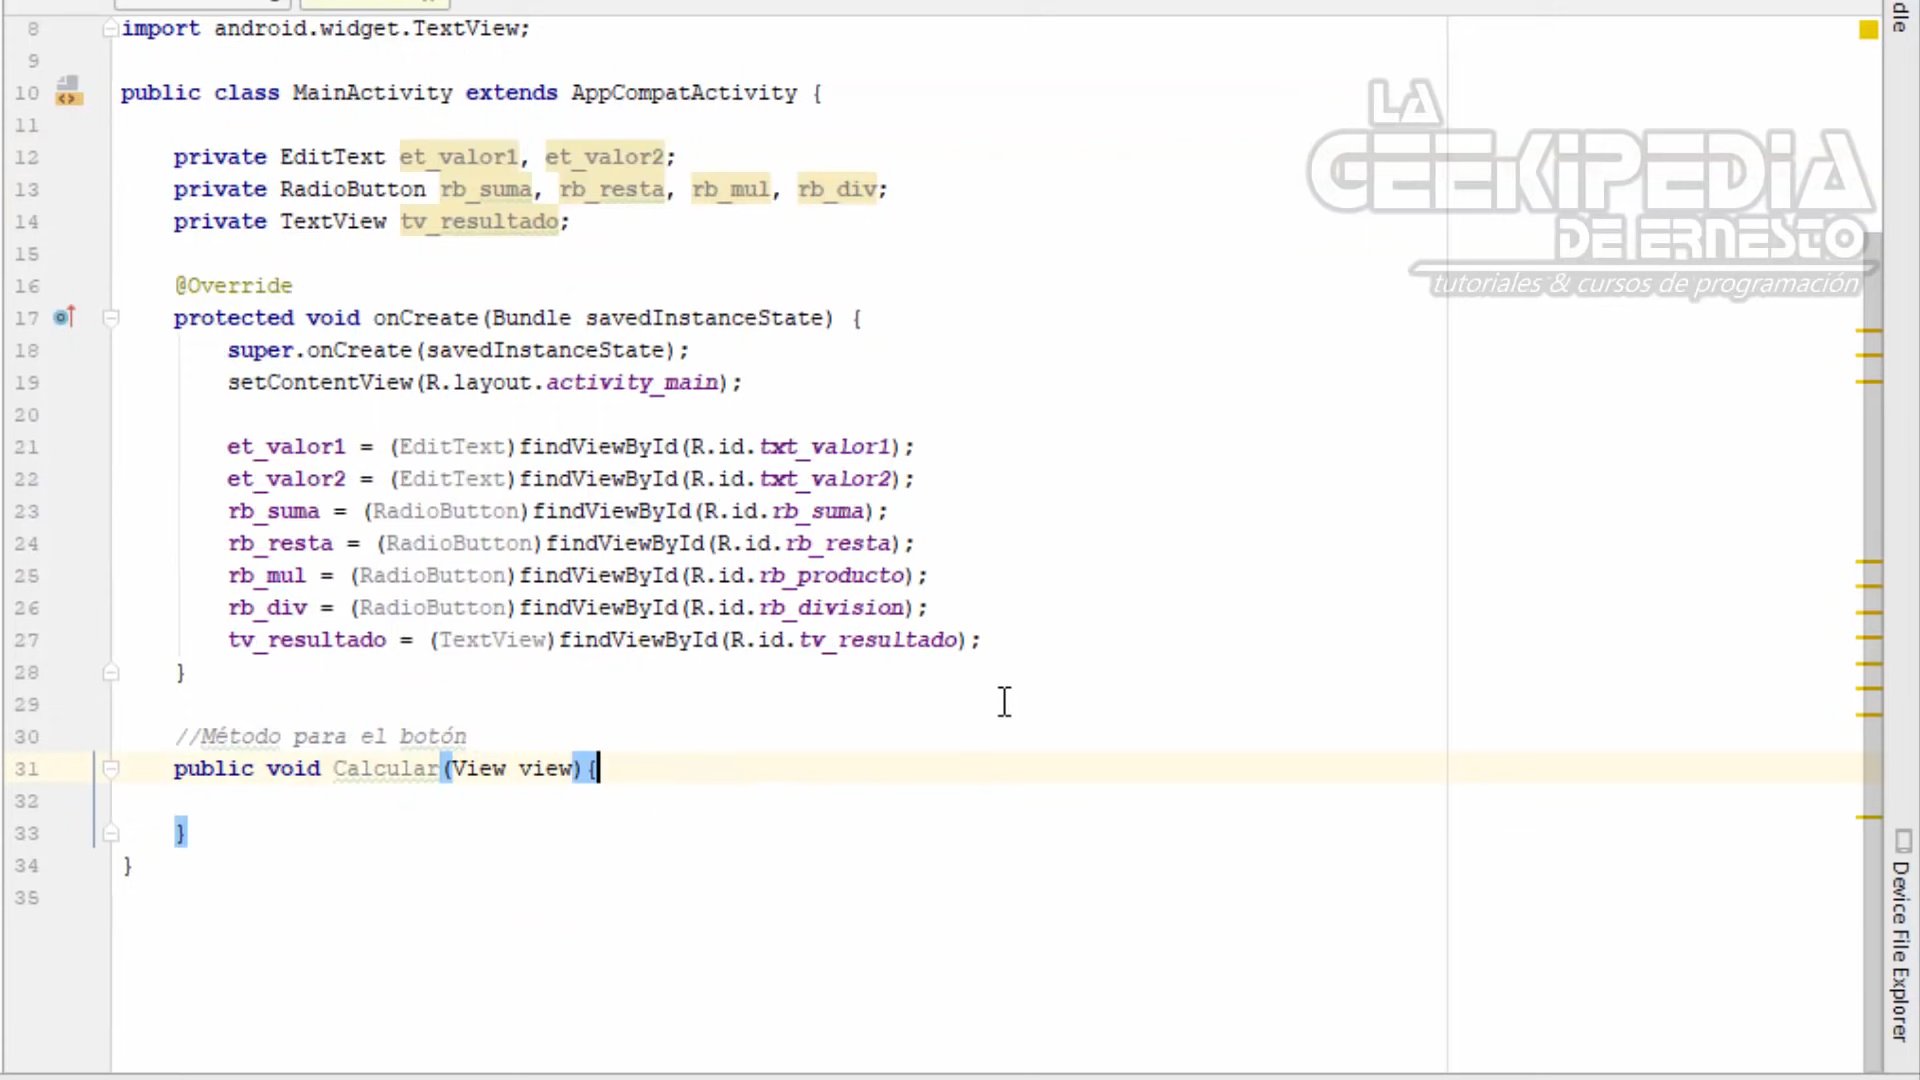 dle
8 import android.widget.TextView;
9
10 public class MainActivity extends AppCompatActivity {
11
12 private EditText et_valor1, et_valor2;
13 private RadioButton rb_suma, rb_resta, rb_mul, rb_div;
14 private TextView tv_resultado;
15
16 @Override
17 protected void onCreate(Bundle savedInstanceState) {
18 super.onCreate(savedInstanceState);
19 setContentView(R.layout.activity_main);
20
21 et_valor1 = (EditText)findViewById(R.id.txt_valor1);
22 et_valor2 = (EditText)findViewById(R.id.txt_valor2);
23 rb_suma = (RadioButton)findViewById(R.id.rb_suma);
24 rb_resta = (RadioButton)findViewById(R.id.rb_resta);
25 rb_mul = (RadioButton)findViewById(R.id.rb_producto);
26 rb_div = (RadioButton)findViewById(R.id.rb_division);
27 tv_resultado = (TextView)findViewById(R.id.tv_resultado);
28 }
29
30 //Método para el botón
31 public void Calcular(View view){
32
33 }
34 }
35
LA
GEEKIPEDIA
DE ERNESTO
tutoriales & cursos de programación
Device File Explorer